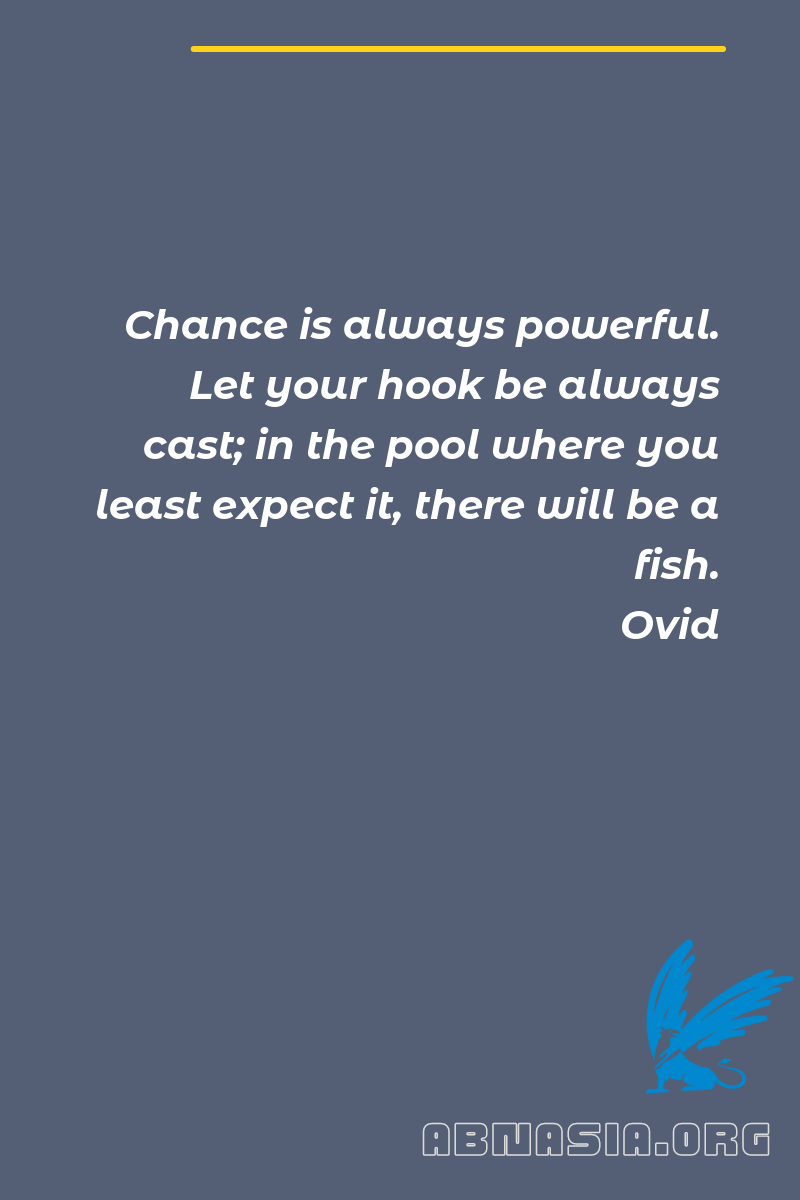 Chance is always powerful.
Let your hook be always
cast; in the pool where you
least expect it, there will be a
fish.
Ovid
ABNASIA.ORG